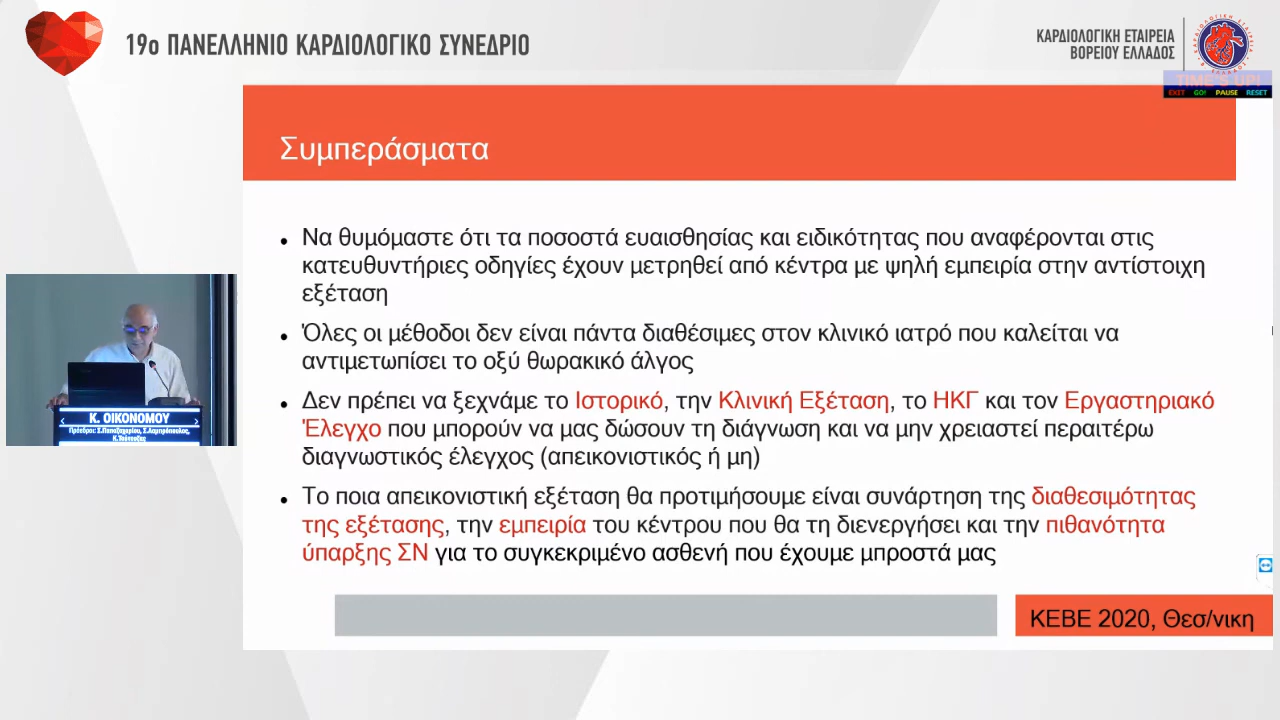 19ο ΠΑΝΕΛΛΗΝΙΟ ΚΑΡΔΙΟΛΟΓΙΚΟ ΣΥΝΕΔΡΙΟ
ΚΑΡΔΙΟΛΟΓΙΚΗ ΕΤΑΙΡΕΙΑ
ΒΟΡΕΙΟΥ ΕΛΛΑΔΟΣ
TIME'S UP!
EXIT GO! PAUSE RESET
Συμπεράσματα
Να θυμόμαστε ότι τα ποσοστά ευαισθησίας και ειδικότητας που αναφέρονται στις
κατευθυντήριες οδηγίες έχουν μετρηθεί από κέντρα με ψηλή εμπειρία στην αντίστοιχη
εξέταση
Όλες οι μέθοδοι δεν είναι πάντα διαθέσιμες στον κλινικό ιατρό που καλείται να
αντιμετωπίσει το οξύ θωρακικό άλγος
Δεν πρέπει να ξεχνάμε το Ιστορικό, την Κλινική Εξέταση, το ΗΚΓ και τον Εργαστηριακό
Έλεγχο που μπορούν να μας δώσουν τη διάγνωση και να μην χρειαστεί περαιτέρω
διαγνωστικός έλεγχος (απεικονιστικός ή μη)
Το ποια απεικονιστική εξέταση θα προτιμήσουμε είναι συνάρτηση της διαθεσιμότητας
της εξέτασης, την εμπειρία του κέντρου που θα τη διενεργήσει και την πιθανότητα
ύπαρξης ΣΝ για το συγκεκριμένο ασθενή που έχουμε μπροστά μας
Κ. ΟΙΚΟΝΟΜΟΥ
ΚΕΒΕ 2020, Θεσ/νικη